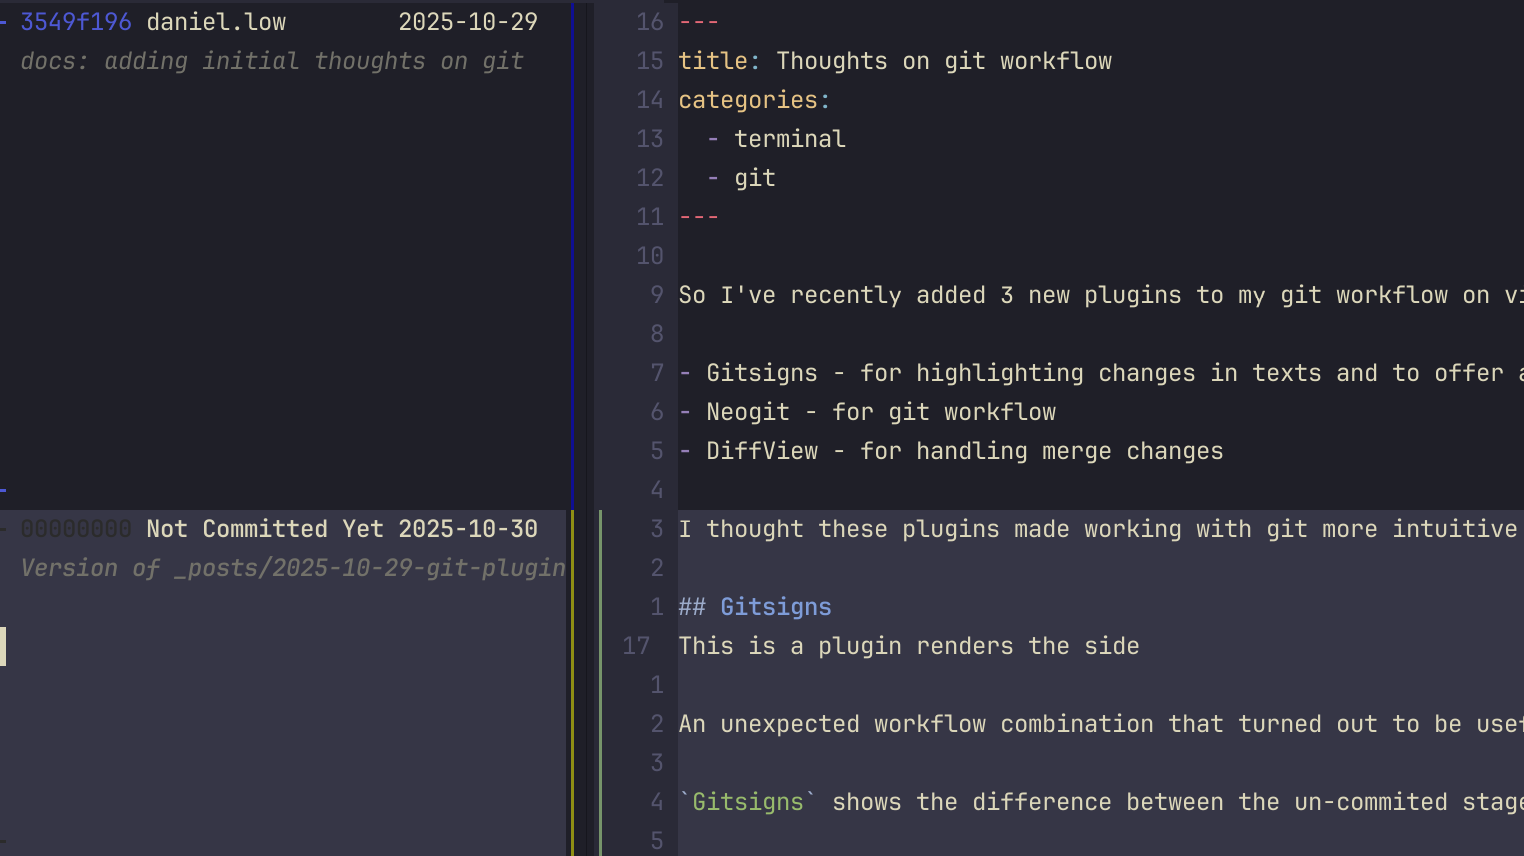 3549f196 daniel.low 2025-10-29
docs: adding initial thoughts on git
00000000 Not Committed Yet 2025-10-30
Version of _posts/2025-10-29-git-plugin
16 ---
15 title: Thoughts on git workflow
14 categories:
13 - terminal
12 - git
11 ---
10
9 So I've recently added 3 new plugins to my git workflow on
8
7 - Gitsigns - for highlighting changes in texts and to offer
6 - Neogit - for git workflow
5 - DiffView - for handling merge changes
4
3 I thought these plugins made working with git more intuitive
2
1 ## Gitsigns
17 This is a plugin renders the side
1
2 An unexpected workflow combination that turned out to be
3
4 `Gitsigns` shows the difference between the un-commited
5